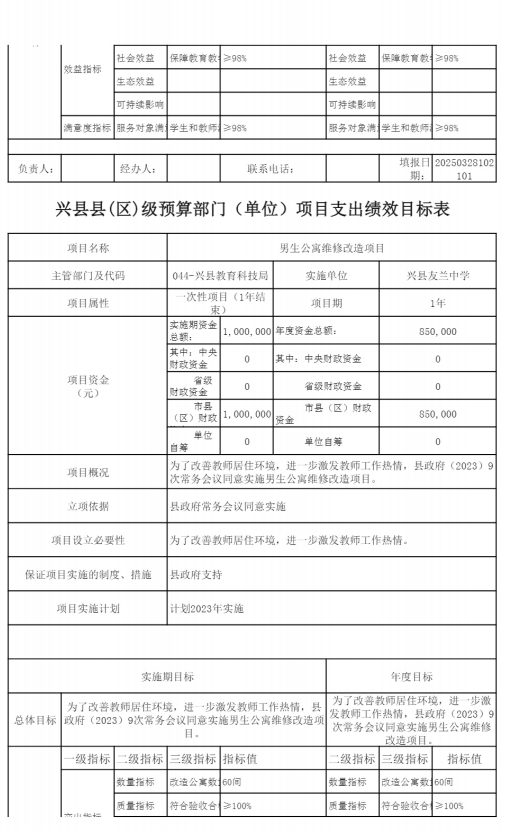 效益指标
社会效益 保障教育教 ≥98% 社会效益 保障教育教 ≥98%
生态效益 生态效益
可持续影响 可持续影响
满意度指标 服务对象满 学生和教师 ≥98% 服务对象满 学生和教师 ≥98%
负责人: 经办人: 联系电话: 填报日期: 20250328102101
兴县县(区)级预算部门（单位）项目支出绩效目标表
项目名称 男生公寓维修改造项目
主管部门及代码 044-兴县教育科技局 实施单位 兴县友兰中学
项目属性 一次性项目（1年结束） 项目期 1年
项目资金（元）
实施期资金总额: 1,000,000 年度资金总额: 850,000
其中: 中央财政资金 0 其中: 中央财政资金 0
省级财政资金 0 省级财政资金 0
市县（区）财政 1,000,000 市县（区）财政资金 850,000
单位自筹 0 单位自筹 0
项目概况 为了改善教师居住环境，进一步激发教师工作热情，县政府（2023）9
次常务会议同意实施男生公寓维修改造项目。
立项依据 县政府常务会议同意实施
项目设立必要性 为了改善教师居住环境，进一步激发教师工作热情。
保证项目实施的制度、措施 县政府支持
项目实施计划 计划2023年实施
实施期目标 年度目标
总体目标
为了改善教师居住环境，进一步激发教师工作热情，县
政府（2023）9次常务会议同意实施男生公寓维修改造项
目。
为了改善教师居住环境，进一步激
发教师工作热情，县政府（2023）9
次常务会议同意实施男生公寓维修
改造项目。
一级指标 二级指标 三级指标 指标值 二级指标 三级指标 指标值
数量指标 改造公寓数 60间 数量指标 改造公寓数 60间
质量指标 符合验收合 ≥100% 质量指标 符合验收合 ≥100%